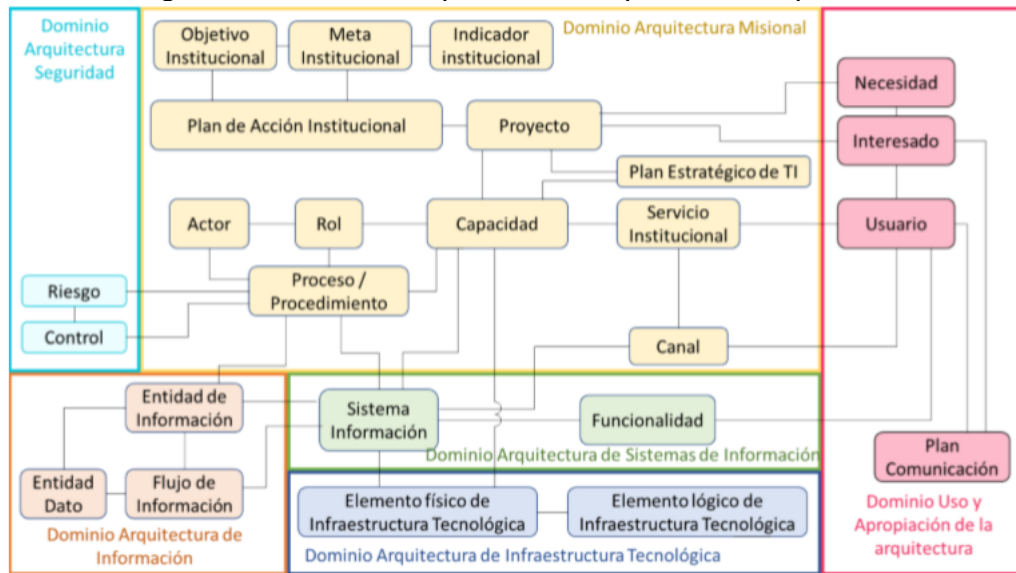 Dominio
Arquitectura
Seguridad
Objetivo
Institucional
Meta
Institucional
Indicador
institucional
Dominio Arquitectura Misional
Necesidad
Plan de Acción Institucional
Proyecto
Interesado
Plan Estratégico de TI
Actor
Rol
Capacidad
Servicio
Institucional
Usuario
Riesgo
Proceso /
Procedimiento
Control
Canal
Entidad de
Información
Sistema
Información
Funcionalidad
Dominio Arquitectura de Sistemas de Información
Plan
Comunicación
Entidad
Dato
Flujo de
Información
Elemento físico de
Infraestructura Tecnológica
Elemento lógico de
Infraestructura Tecnológica
Dominio Arquitectura de
Información
Dominio Arquitectura de Infraestructura Tecnológica
Dominio Uso y
Apropiación de la
arquitectura